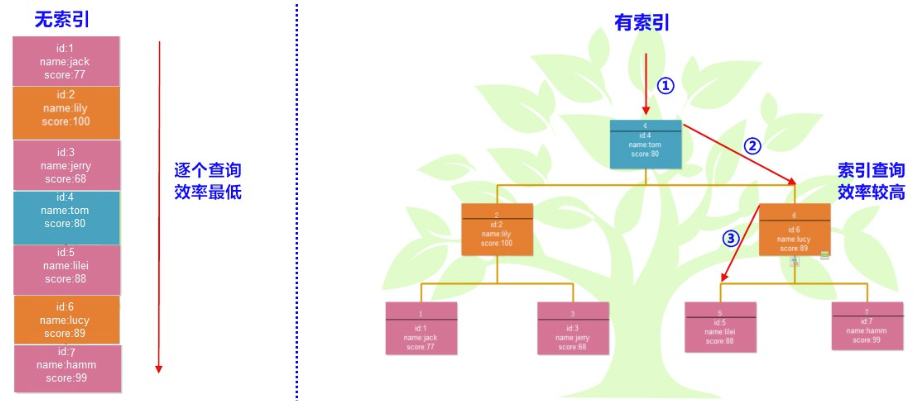 无索引
id:1
name:jack
score:77
id:2
name:lily
score:100
id:3
name:jerry
score:68
id:4
name:tom
score:80
id:5
name:lilei
score:88
id:6
name:lucy
score:89
id:7
name:hamm
score:99
逐个查询
效率最低
有索引
①
4
id:4
name:tom
score:80
②
索引查询
效率较高
2
id:2
name:lily
score:100
6
id:6
name:lucy
score:89
③
1
id:1
name:jack
score:77
3
id:3
name:jerry
score:68
5
id:5
name:lilei
score:88
7
id:7
name:hamm
score:99